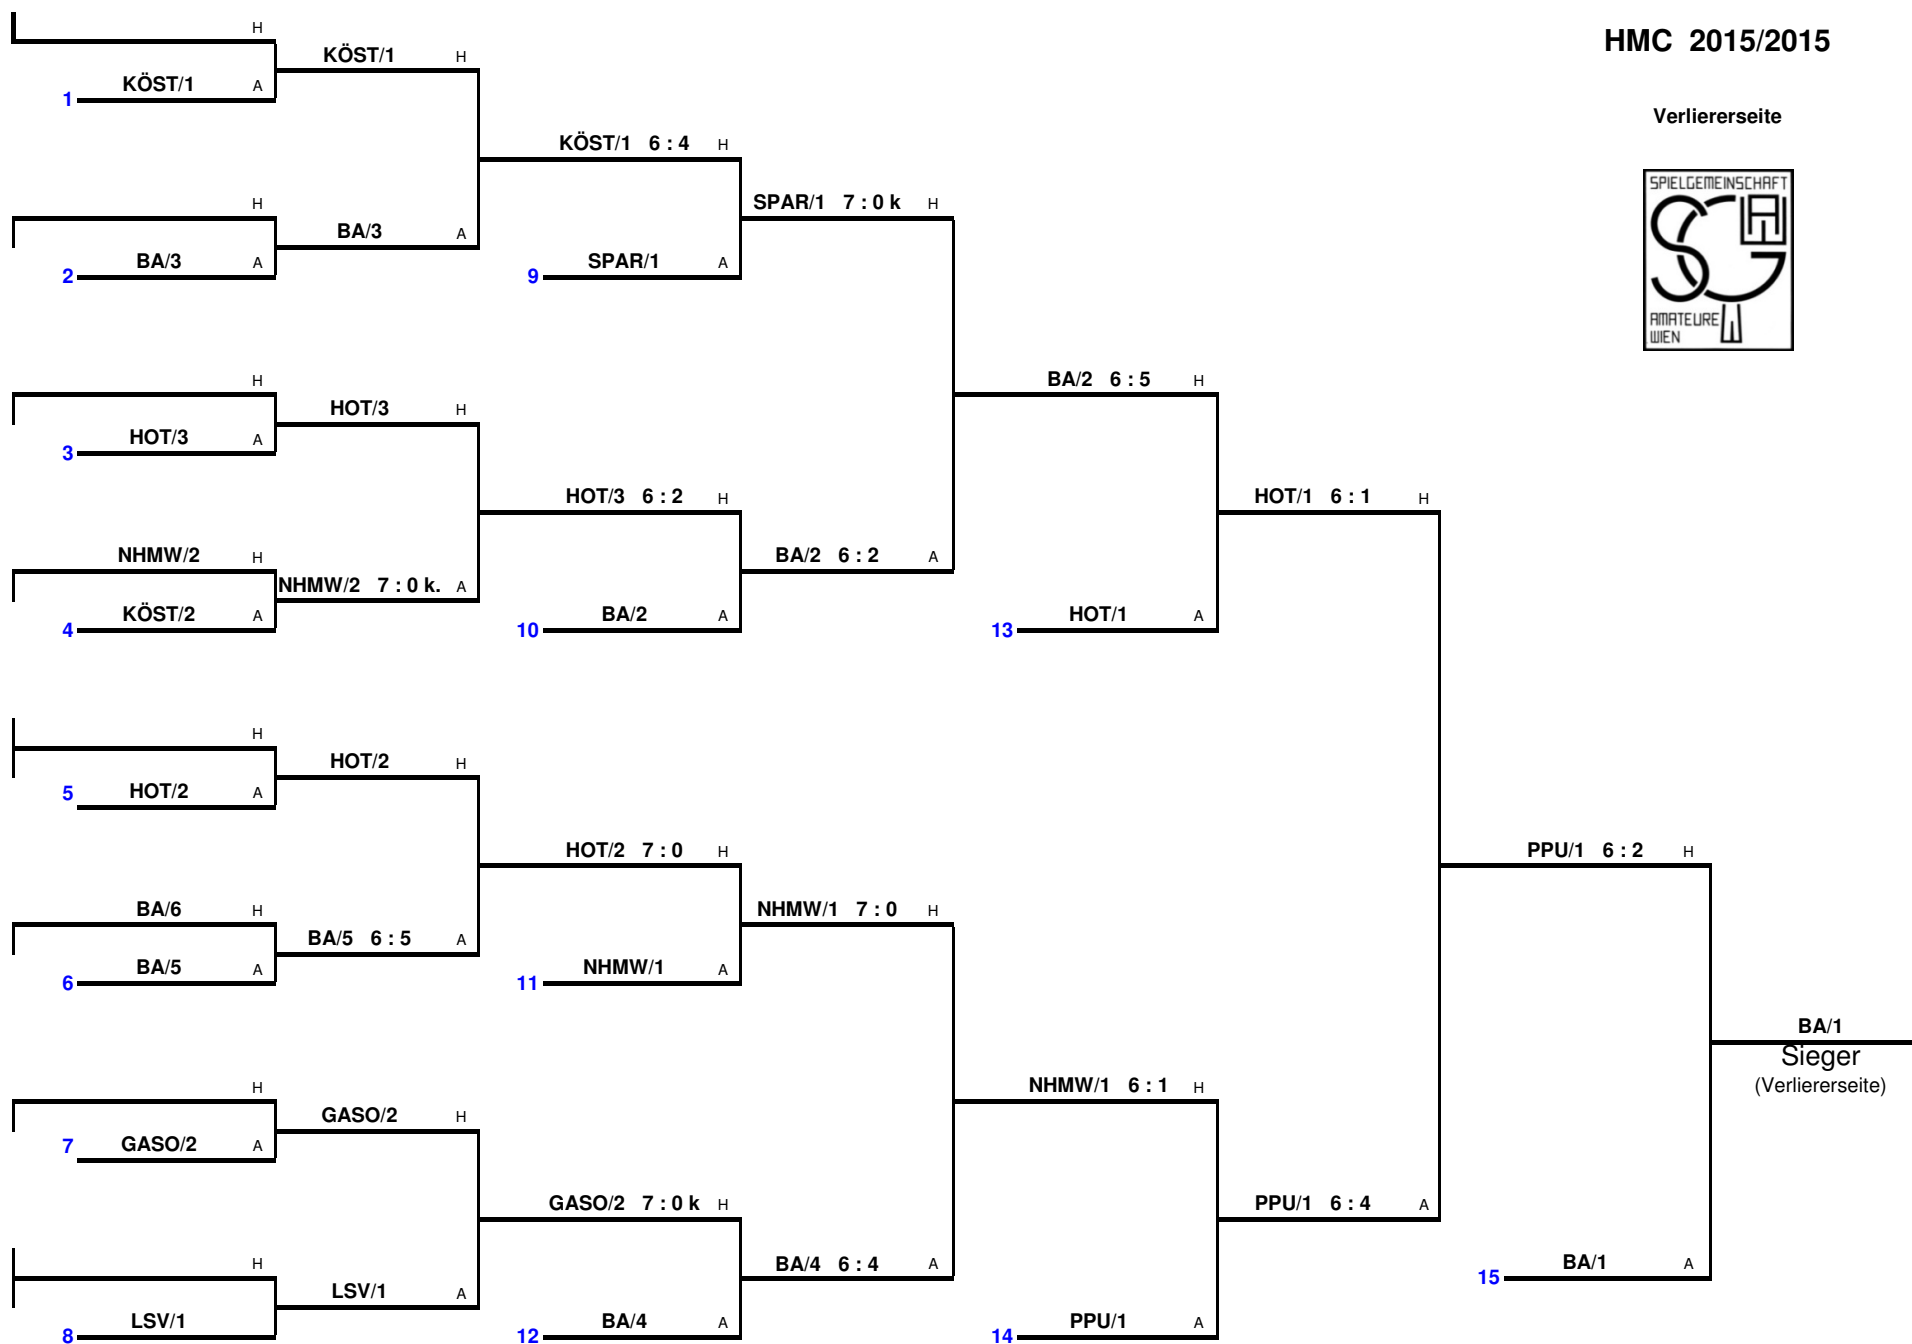 HMC 2015/2015
Verliererseite
SPIELGEMEINSCHAFT
SG AW
AMATEURE
WIEN
H
KÖST/1 H
1 KÖST/1 A
KÖST/1 6 : 4 H
H
SPAR/1 7 : 0 k H
BA/3 A
2 BA/3 A
9 SPAR/1 A
H
BA/2 6 : 5 H
HOT/3 H
3 HOT/3 A
HOT/3 6 : 2 H
HOT/1 6 : 1 H
NHMW/2 H
BA/2 6 : 2 A
NHMW/2 7 : 0 k. A
4 KÖST/2 A
10 BA/2 A
13 HOT/1 A
H
HOT/2 H
5 HOT/2 A
HOT/2 7 : 0 H
PPU/1 6 : 2 H
BA/6 H
NHMW/1 7 : 0 H
BA/5 6 : 5 A
6 BA/5 A
11 NHMW/1 A
BA/1
Sieger
(Verliererseite)
H
NHMW/1 6 : 1 H
GASO/2 H
7 GASO/2 A
GASO/2 7 : 0 k H
PPU/1 6 : 4 A
H
BA/4 6 : 4 A
15 BA/1 A
LSV/1 A
8 LSV/1
12 BA/4 A
14 PPU/1 A